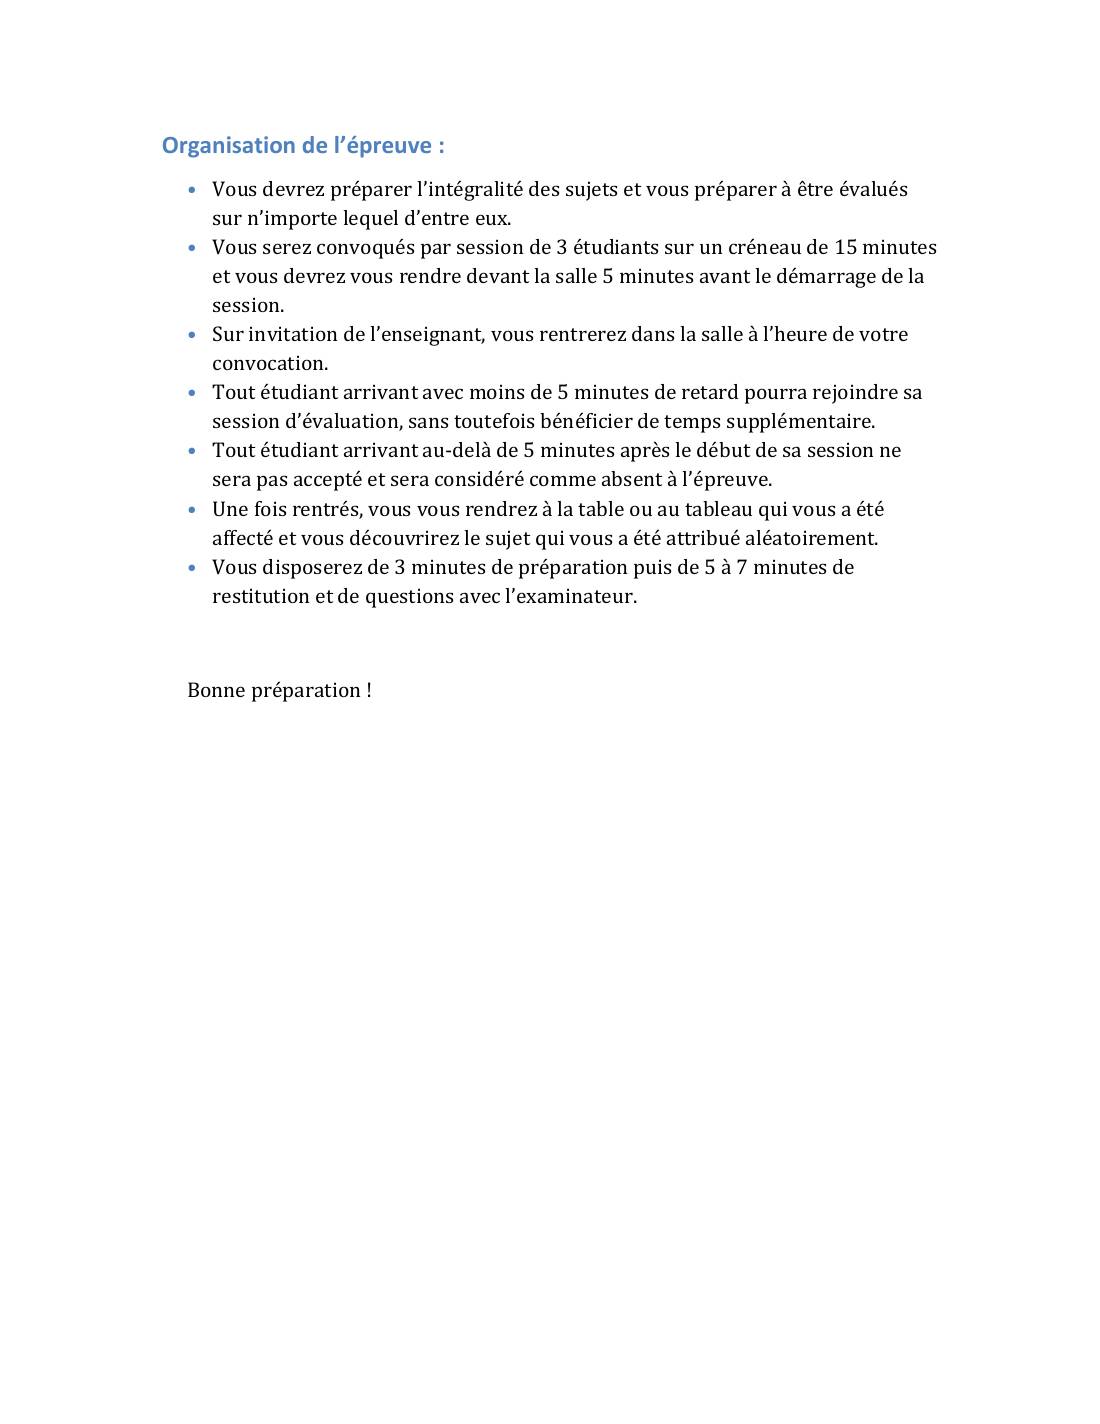 Organisation de l’épreuve :
• Vous devrez préparer l’intégralité des sujets et vous préparer à être évalués
sur n’importe lequel d’entre eux.
• Vous serez convoqués par session de 3 étudiants sur un créneau de 15 minutes
et vous devrez vous rendre devant la salle 5 minutes avant le démarrage de la
session.
• Sur invitation de l’enseignant, vous rentrerez dans la salle à l’heure de votre
convocation.
• Tout étudiant arrivant avec moins de 5 minutes de retard pourra rejoindre sa
session d’évaluation, sans toutefois bénéficier de temps supplémentaire.
• Tout étudiant arrivant au-delà de 5 minutes après le début de sa session ne
sera pas accepté et sera considéré comme absent à l’épreuve.
• Une fois rentrés, vous vous rendrez à la table ou au tableau qui vous a été
affecté et vous découvrirez le sujet qui vous a été attribué aléatoirement.
• Vous disposerez de 3 minutes de préparation puis de 5 à 7 minutes de
restitution et de questions avec l’examinateur.
Bonne préparation !